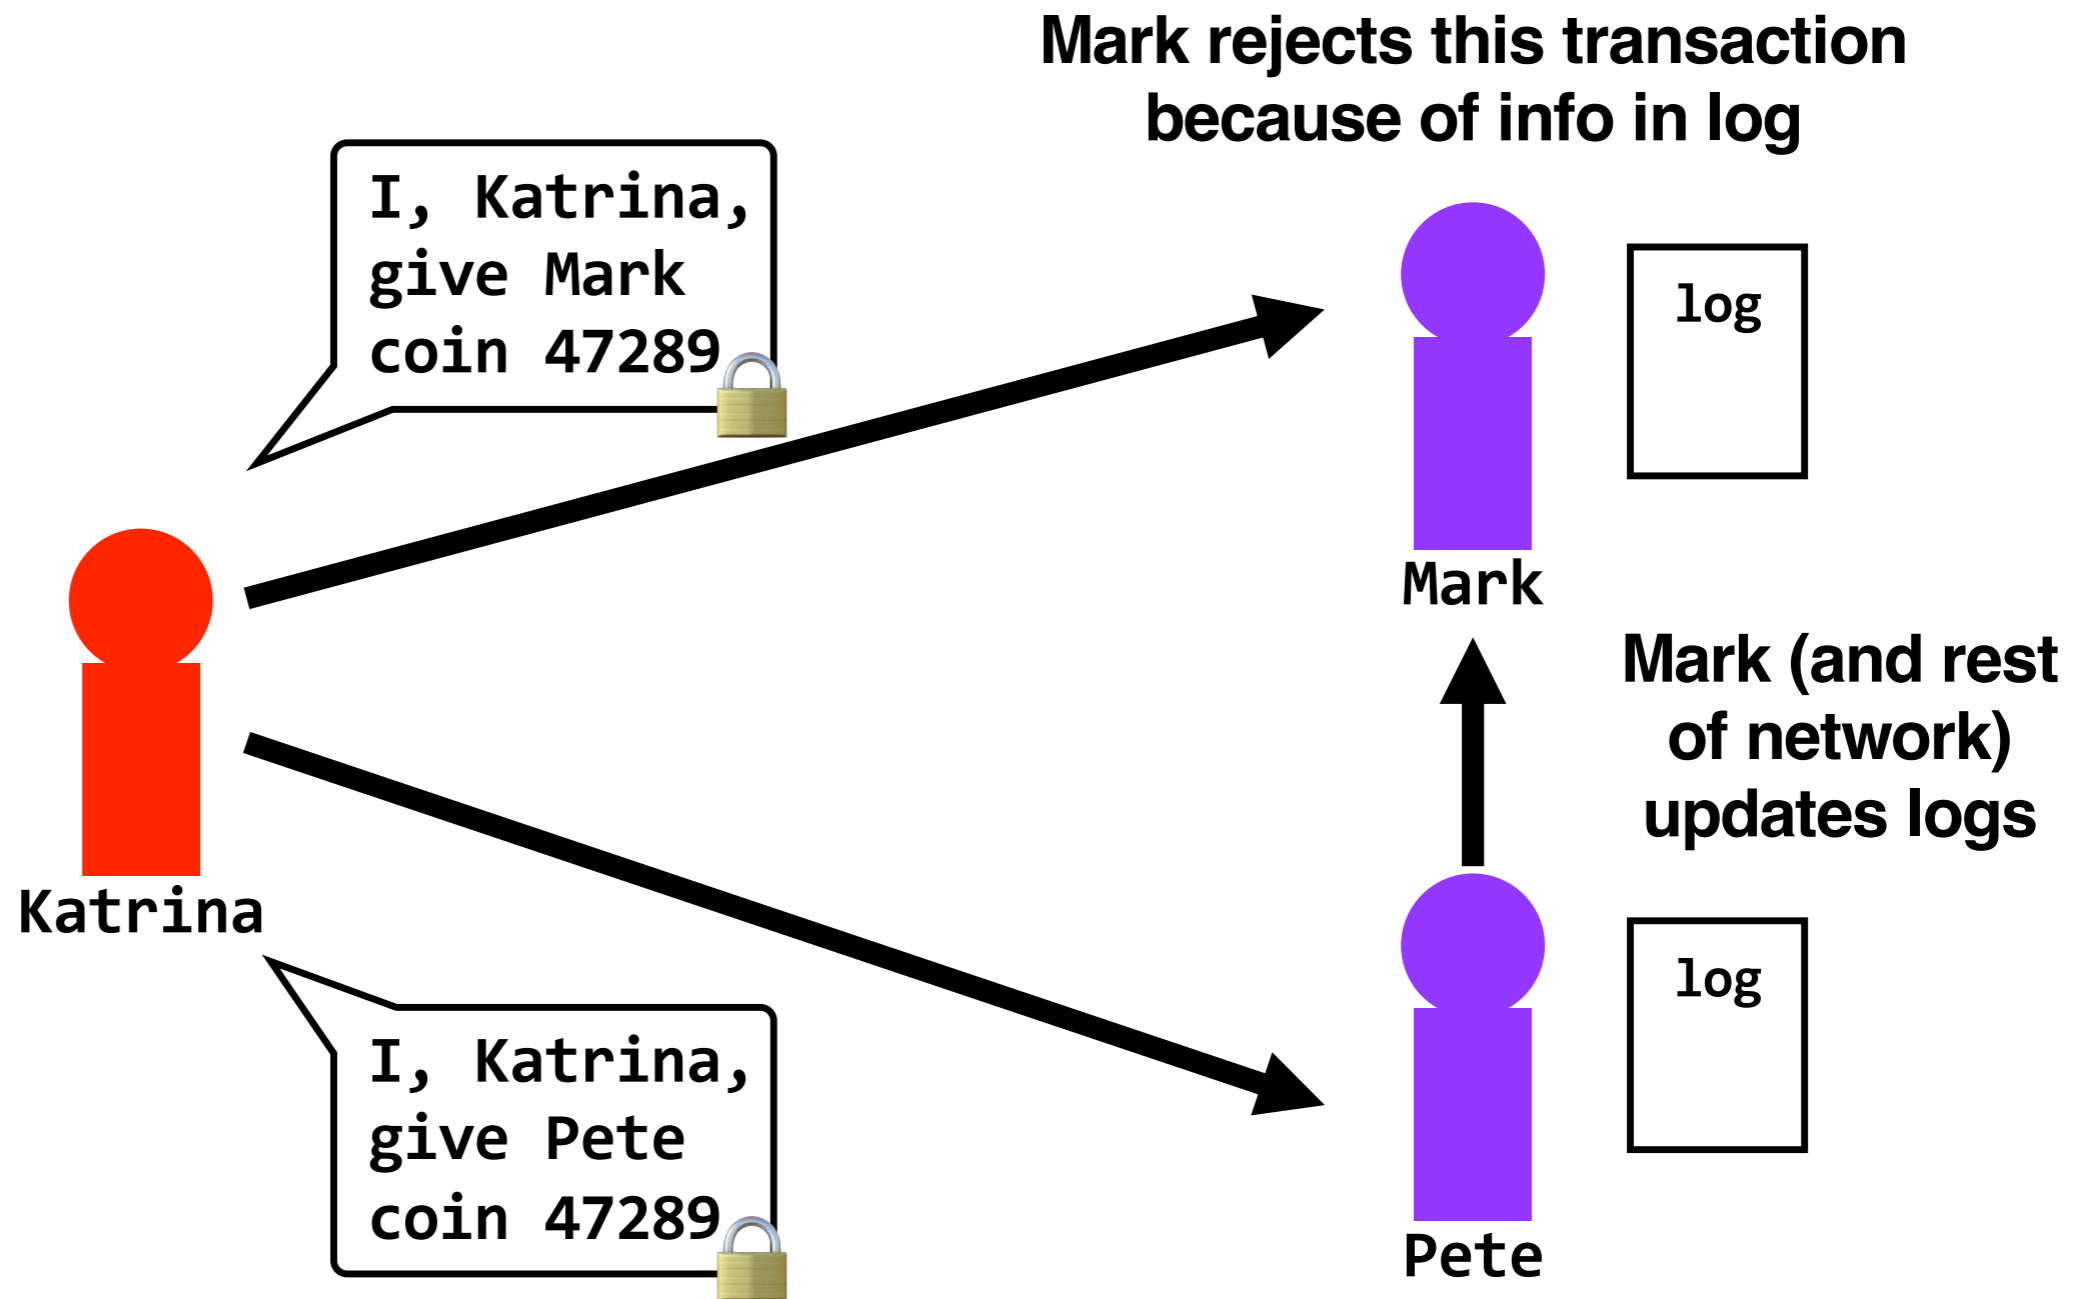 Mark rejects this transaction
because of info in log
I, Katrina,
give Mark
coin 47289
log
Mark
Katrina
Mark (and rest
of network)
updates logs
I, Katrina,
give Pete
coin 47289
log
Pete